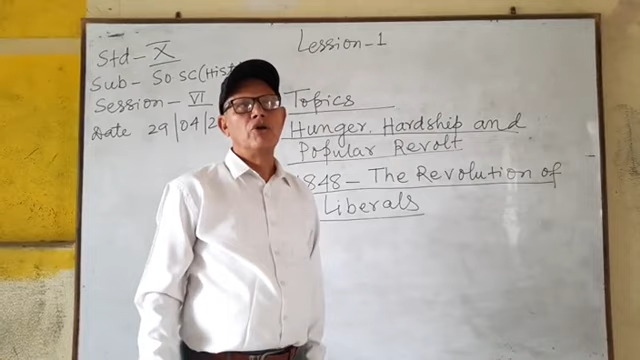 Lession-1
Std- X
Sub- So Sc (Hist
Session- VI
Date 29/04/2
Topics
Hunger. Hardship and
Popular Revolt
1848- The Revolution of
Liberals